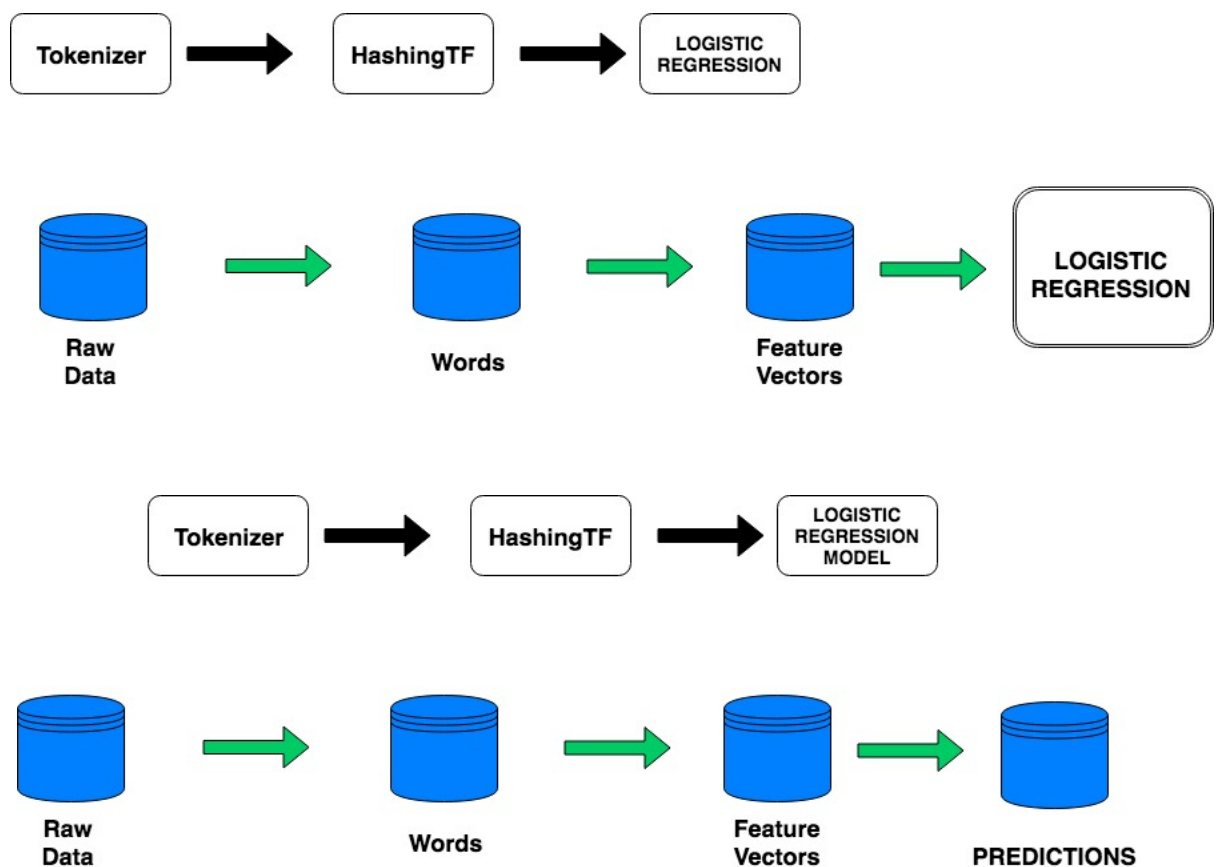 Tokenizer
HashingTF
LOGISTIC
REGRESSION
Raw
Data
Words
Feature
Vectors
LOGISTIC
REGRESSION
Tokenizer
HashingTF
LOGISTIC
REGRESSION
MODEL
Raw
Data
Words
Feature
Vectors
PREDICTIONS